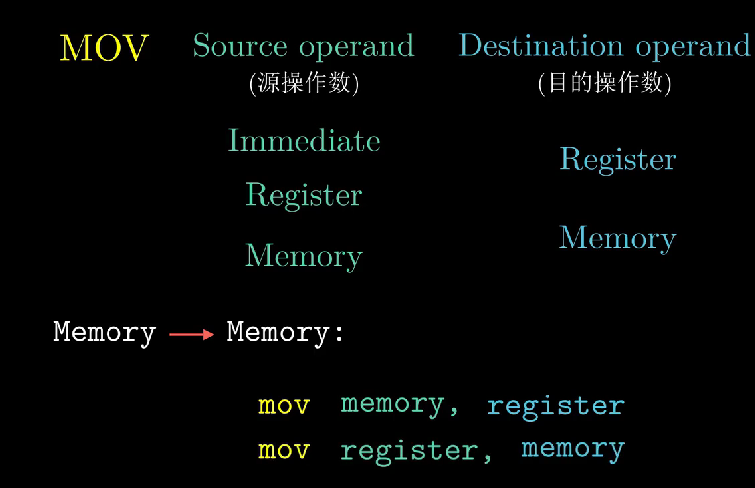 MOV Source operand Destination operand
(源操作数) (目的操作数)
Immediate
Register
Register
Memory
Memory
Memory → Memory:
mov memory, register
mov register, memory